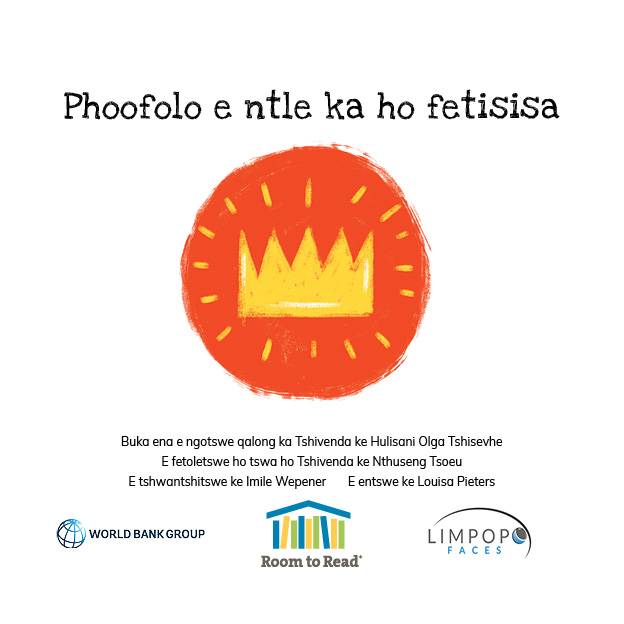 Phoofolo e ntle ka ho fetisisa
Buka ena e ngotswe qalong ka Tshivenda ke Hulisani Olga Tshisevhe
E fetoletswe ho tswa ho Tshivenda ke Nthuseng Tsoeu
E tshwantshitswe ke Imile Wepener E entswe ke Louisa Pieters
WORLD BANK GROUP
Room to Read
LIMPOPO
FACES